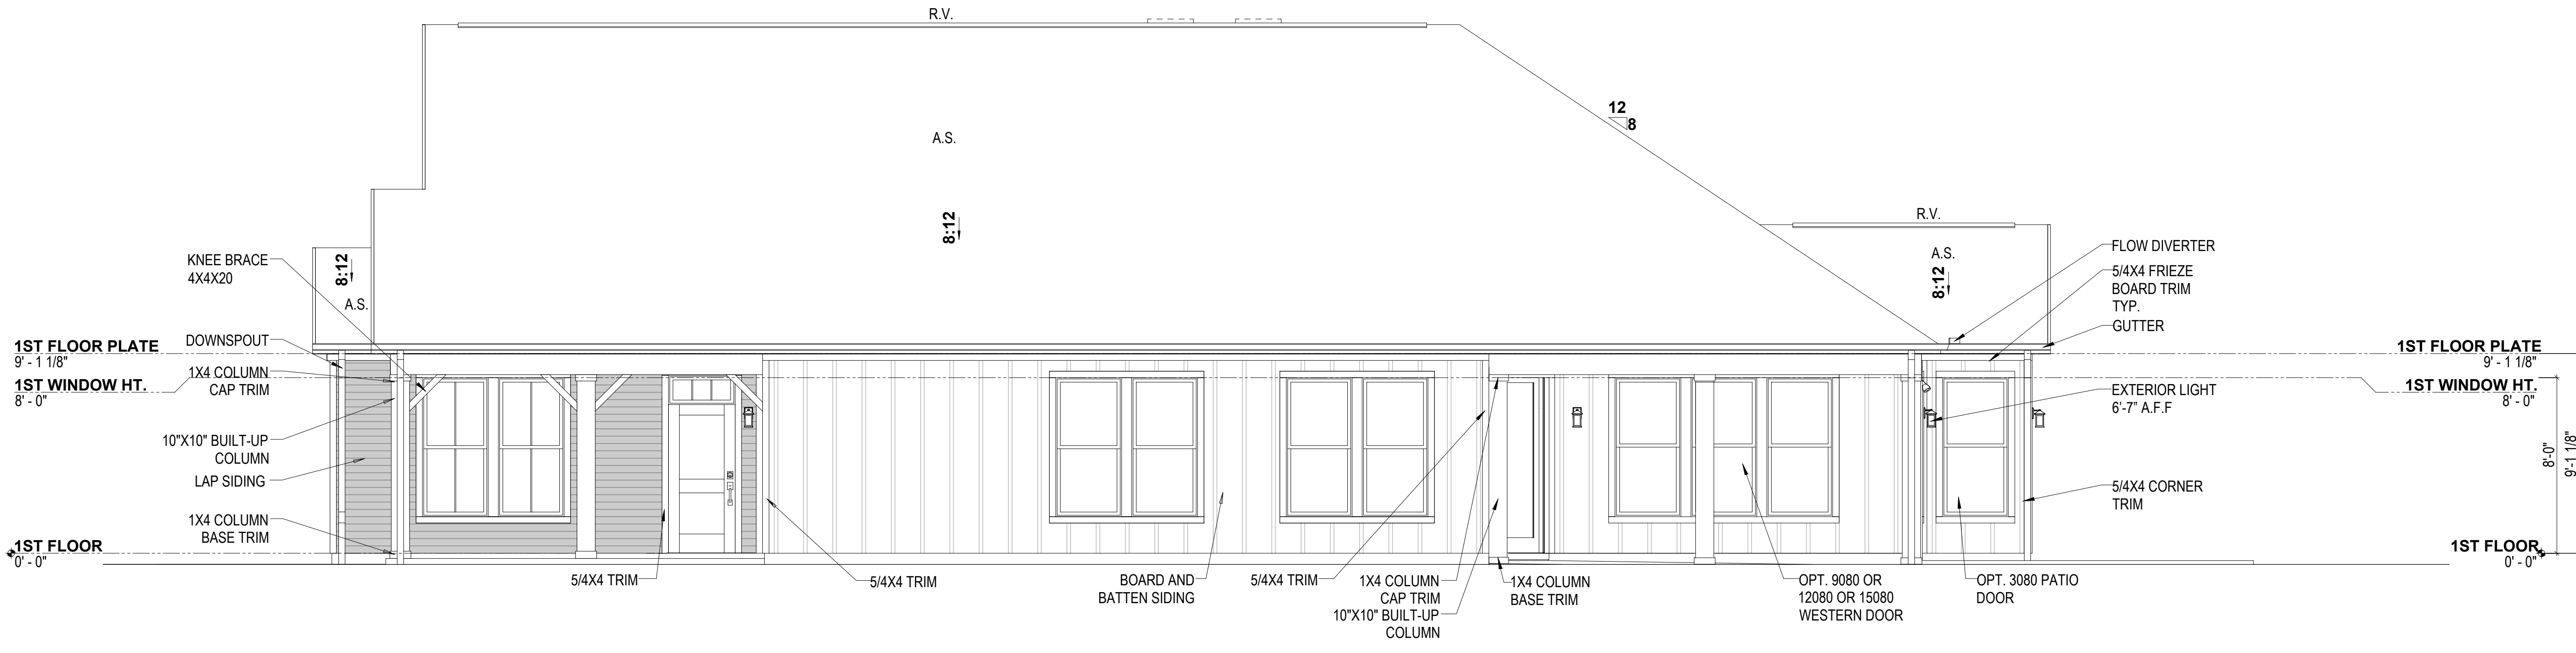 R.V.
12
8
A.S.
8:12
R.V.
A.S.
8:12
8:12
A.S.
KNEE BRACE
4X4X20
DOWNSPOUT
1ST FLOOR PLATE
9' - 1 1/8"
1X4 COLUMN
CAP TRIM
1ST WINDOW HT.
8' - 0"
10"X10" BUILT-UP
COLUMN
LAP SIDING
1X4 COLUMN
BASE TRIM
1ST FLOOR
0' - 0"
5/4X4 TRIM
5/4X4 TRIM
BOARD AND
BATTEN SIDING
5/4X4 TRIM
1X4 COLUMN
CAP TRIM
10"X10" BUILT-UP
COLUMN
1X4 COLUMN
BASE TRIM
OPT. 9080 OR
12080 OR 15080
WESTERN DOOR
OPT. 3080 PATIO
DOOR
FLOW DIVERTER
5/4X4 FRIEZE
BOARD TRIM
TYP.
GUTTER
EXTERIOR LIGHT
6'-7" A.F.F
5/4X4 CORNER
TRIM
1ST FLOOR PLATE
9' - 1 1/8"
1ST WINDOW HT.
8' - 0"
8'-0"
9'-1 1/8"
1ST FLOOR
0' - 0"